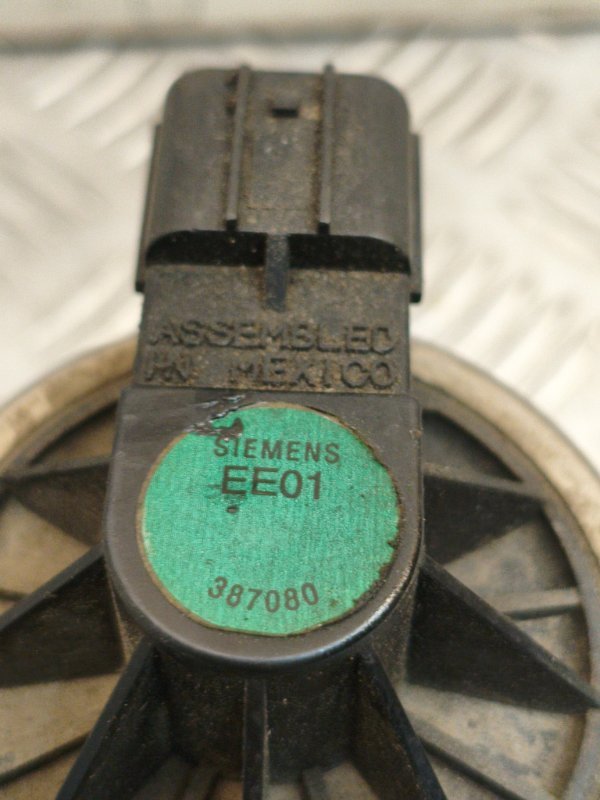 ASSEMBLED
IN MEXICO
SIEMENS
EE01
387080